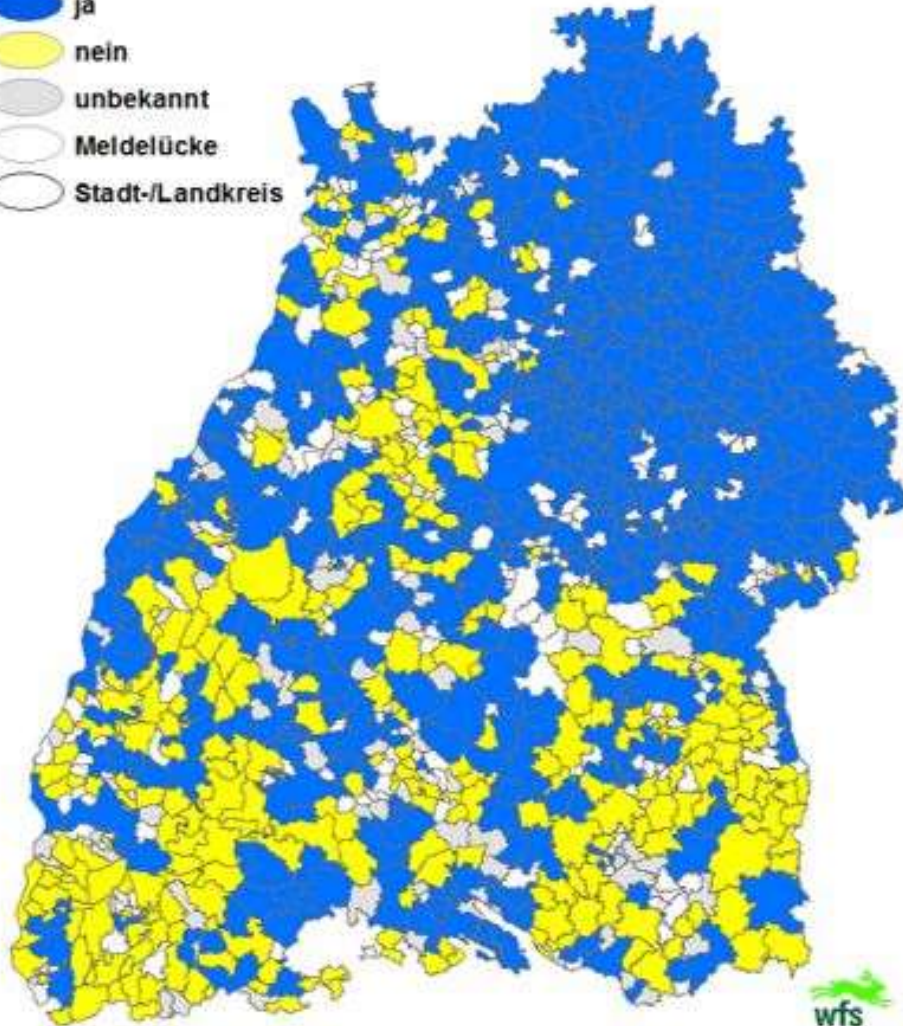 ja
nein
unbekannt
Meldelücke
Stadt-/Landkreis
wfs